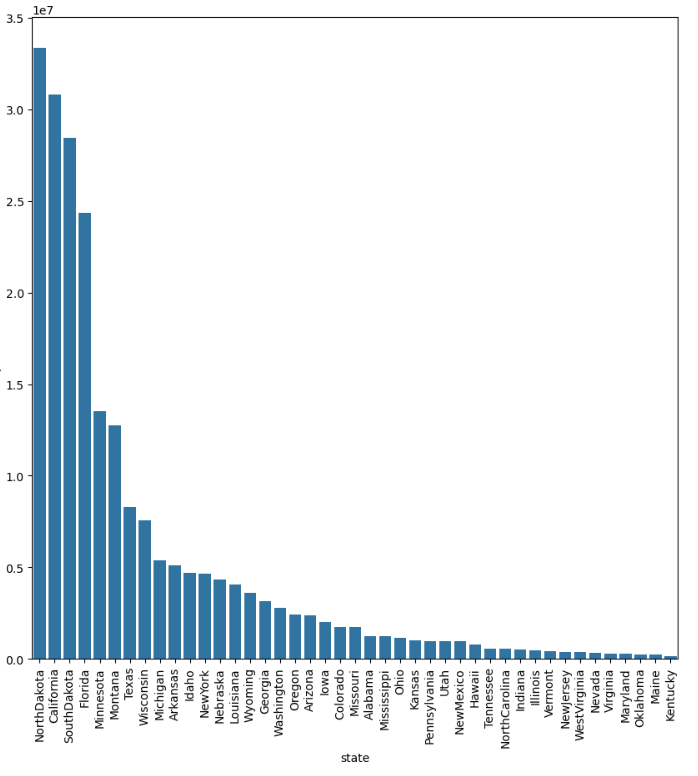 1e7
3.5
3.0
2.5
2.0
1.5
1.0
0.5
0.0
NorthDakota
California
SouthDakota
Florida
Minnesota
Montana
Texas
Wisconsin
Michigan
Arkansas
Idaho
NewYork
Nebraska
Louisiana
Wyoming
Georgia
Washington
Oregon
Arizona
Iowa
Colorado
Missouri
Alabama
Mississippi
Ohio
Kansas
Pennsylvania
Utah
NewMexico
Hawaii
Tennessee
NorthCarolina
Indiana
Illinois
Vermont
NewJersey
WestVirginia
Nevada
Virginia
Maryland
Oklahoma
Maine
Kentucky
state